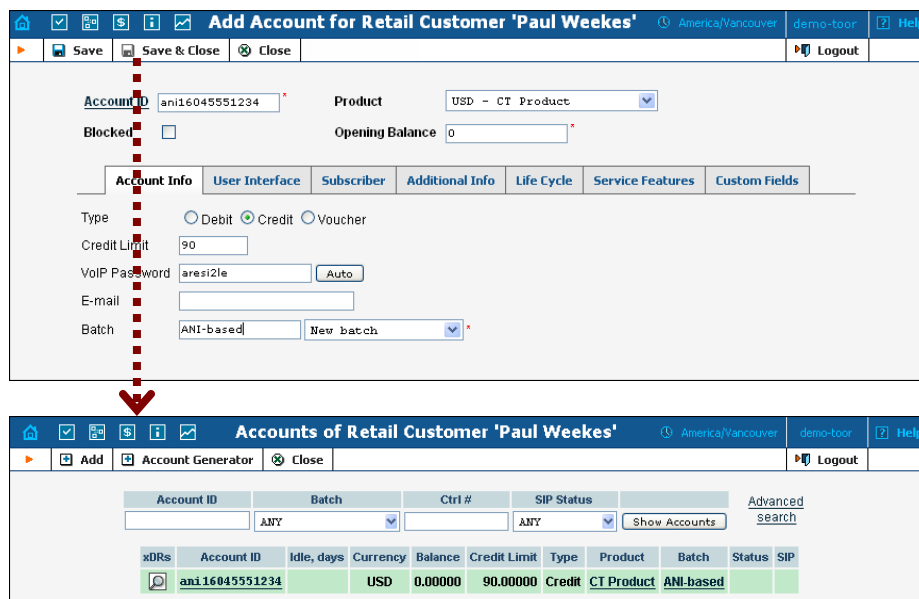 Add Account for Retail Customer 'Paul Weekes' America/Vancouver demo-toor ? Help
Save Save & Close Close Logout
Account ID ani16045551234 * Product USD - CT Product
Blocked Opening Balance 0 *
Account Info User Interface Subscriber Additional Info Life Cycle Service Features Custom Fields
Type Debit Credit Voucher
Credit Limit 90
VoIP Password aresi2le Auto
E-mail
Batch ANI-based New batch *
Accounts of Retail Customer 'Paul Weekes' America/Vancouver demo-toor ? Help
Add Account Generator Close Logout
Account ID Batch Ctrl # SIP Status Advanced
ANY ANY Show Accounts search
xDRs Account ID Idle, days Currency Balance Credit Limit Type Product Batch Status SIP
ani16045551234 USD 0.00000 90.00000 Credit CT Product ANI-based